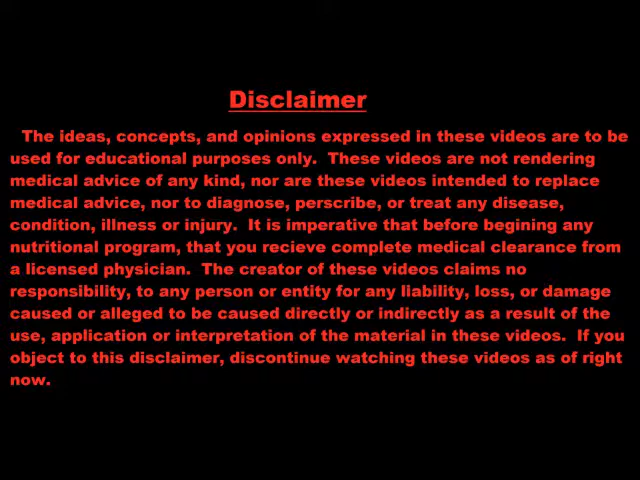 Disclaimer
The ideas, concepts, and opinions expressed in these videos are to be
used for educational purposes only.  These videos are not rendering
medical advice of any kind, nor are these videos intended to replace
medical advice, nor to diagnose, perscribe, or treat any disease,
condition, illness or injury.  It is imperative that before begining any
nutritional program, that you recieve complete medical clearance from
a licensed physician.  The creator of these videos claims no
responsibility, to any person or entity for any liability, loss, or damage
caused or alleged to be caused directly or indirectly as a result of the
use, application or interpretation of the material in these videos.  If you
object to this disclaimer, discontinue watching these videos as of right
now.